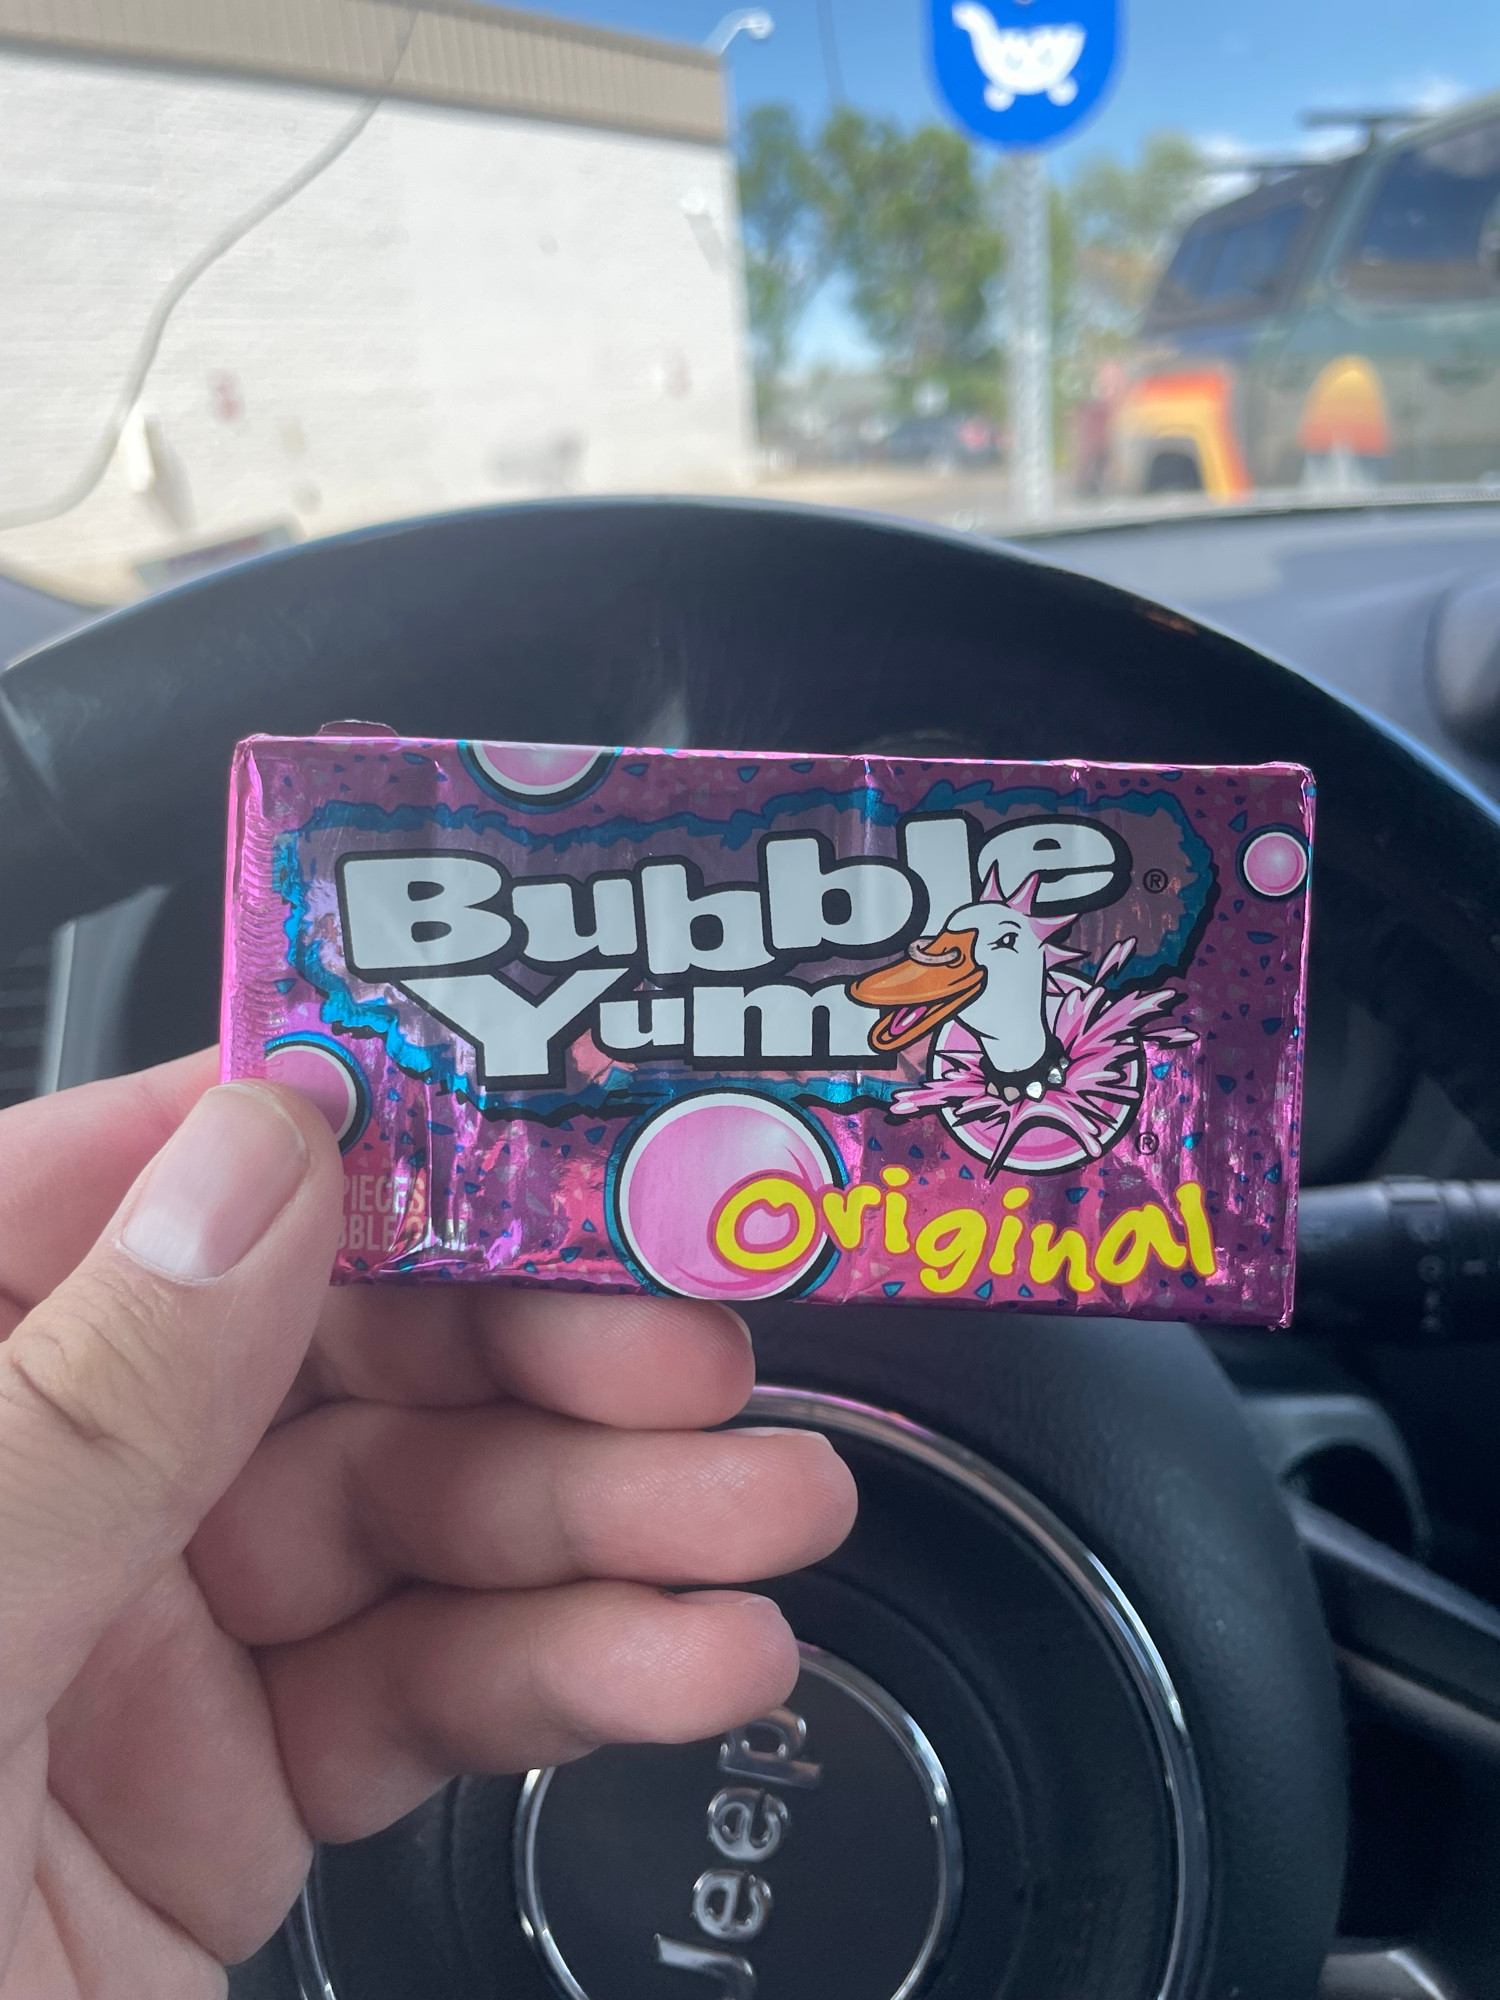 Bubble
Yum
®
®
Original
PIECES
Jeep